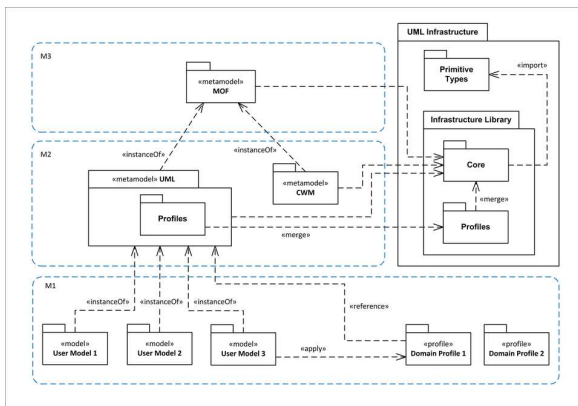 UML Infrastructure
M3
«metamodel»
MOF
Primitive
Types
«import»
Infrastructure Library
«instanceOf»
«instanceOf»
M2
Core
«metamodel» UML
«metamodel»
CWM
«merge»
Profiles
Profiles
«merge»
M1
«instanceOf»
«instanceOf»
«instanceOf»
«reference»
«model»
User Model 1
«model»
User Model 2
«model»
User Model 3
«apply»
«profile»
Domain Profile 1
«profile»
Domain Profile 2